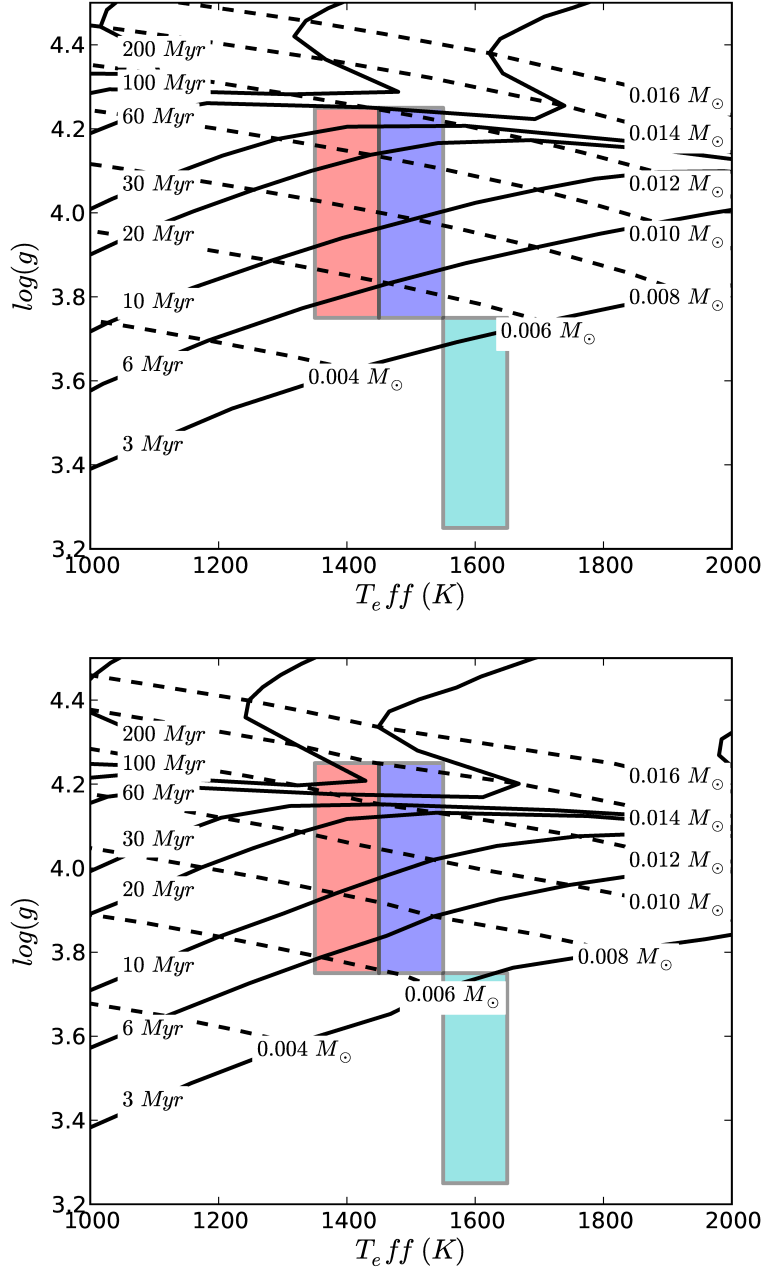 4.4
4.2
4.0
3.8
3.6
3.4
3.2
log(g)
200 Myr
100 Myr
60 Myr
30 Myr
20 Myr
10 Myr
6 Myr
3 Myr
0.016 M☉
0.014 M☉
0.012 M☉
0.010 M☉
0.008 M☉
0.006 M☉
0.004 M☉
1000 1200 1400 1600 1800 2000
T_eff (K)
4.4
4.2
4.0
3.8
3.6
3.4
3.2
log(g)
200 Myr
100 Myr
60 Myr
30 Myr
20 Myr
10 Myr
6 Myr
3 Myr
0.016 M☉
0.014 M☉
0.012 M☉
0.010 M☉
0.008 M☉
0.006 M☉
0.004 M☉
1000 1200 1400 1600 1800 2000
T_eff (K)